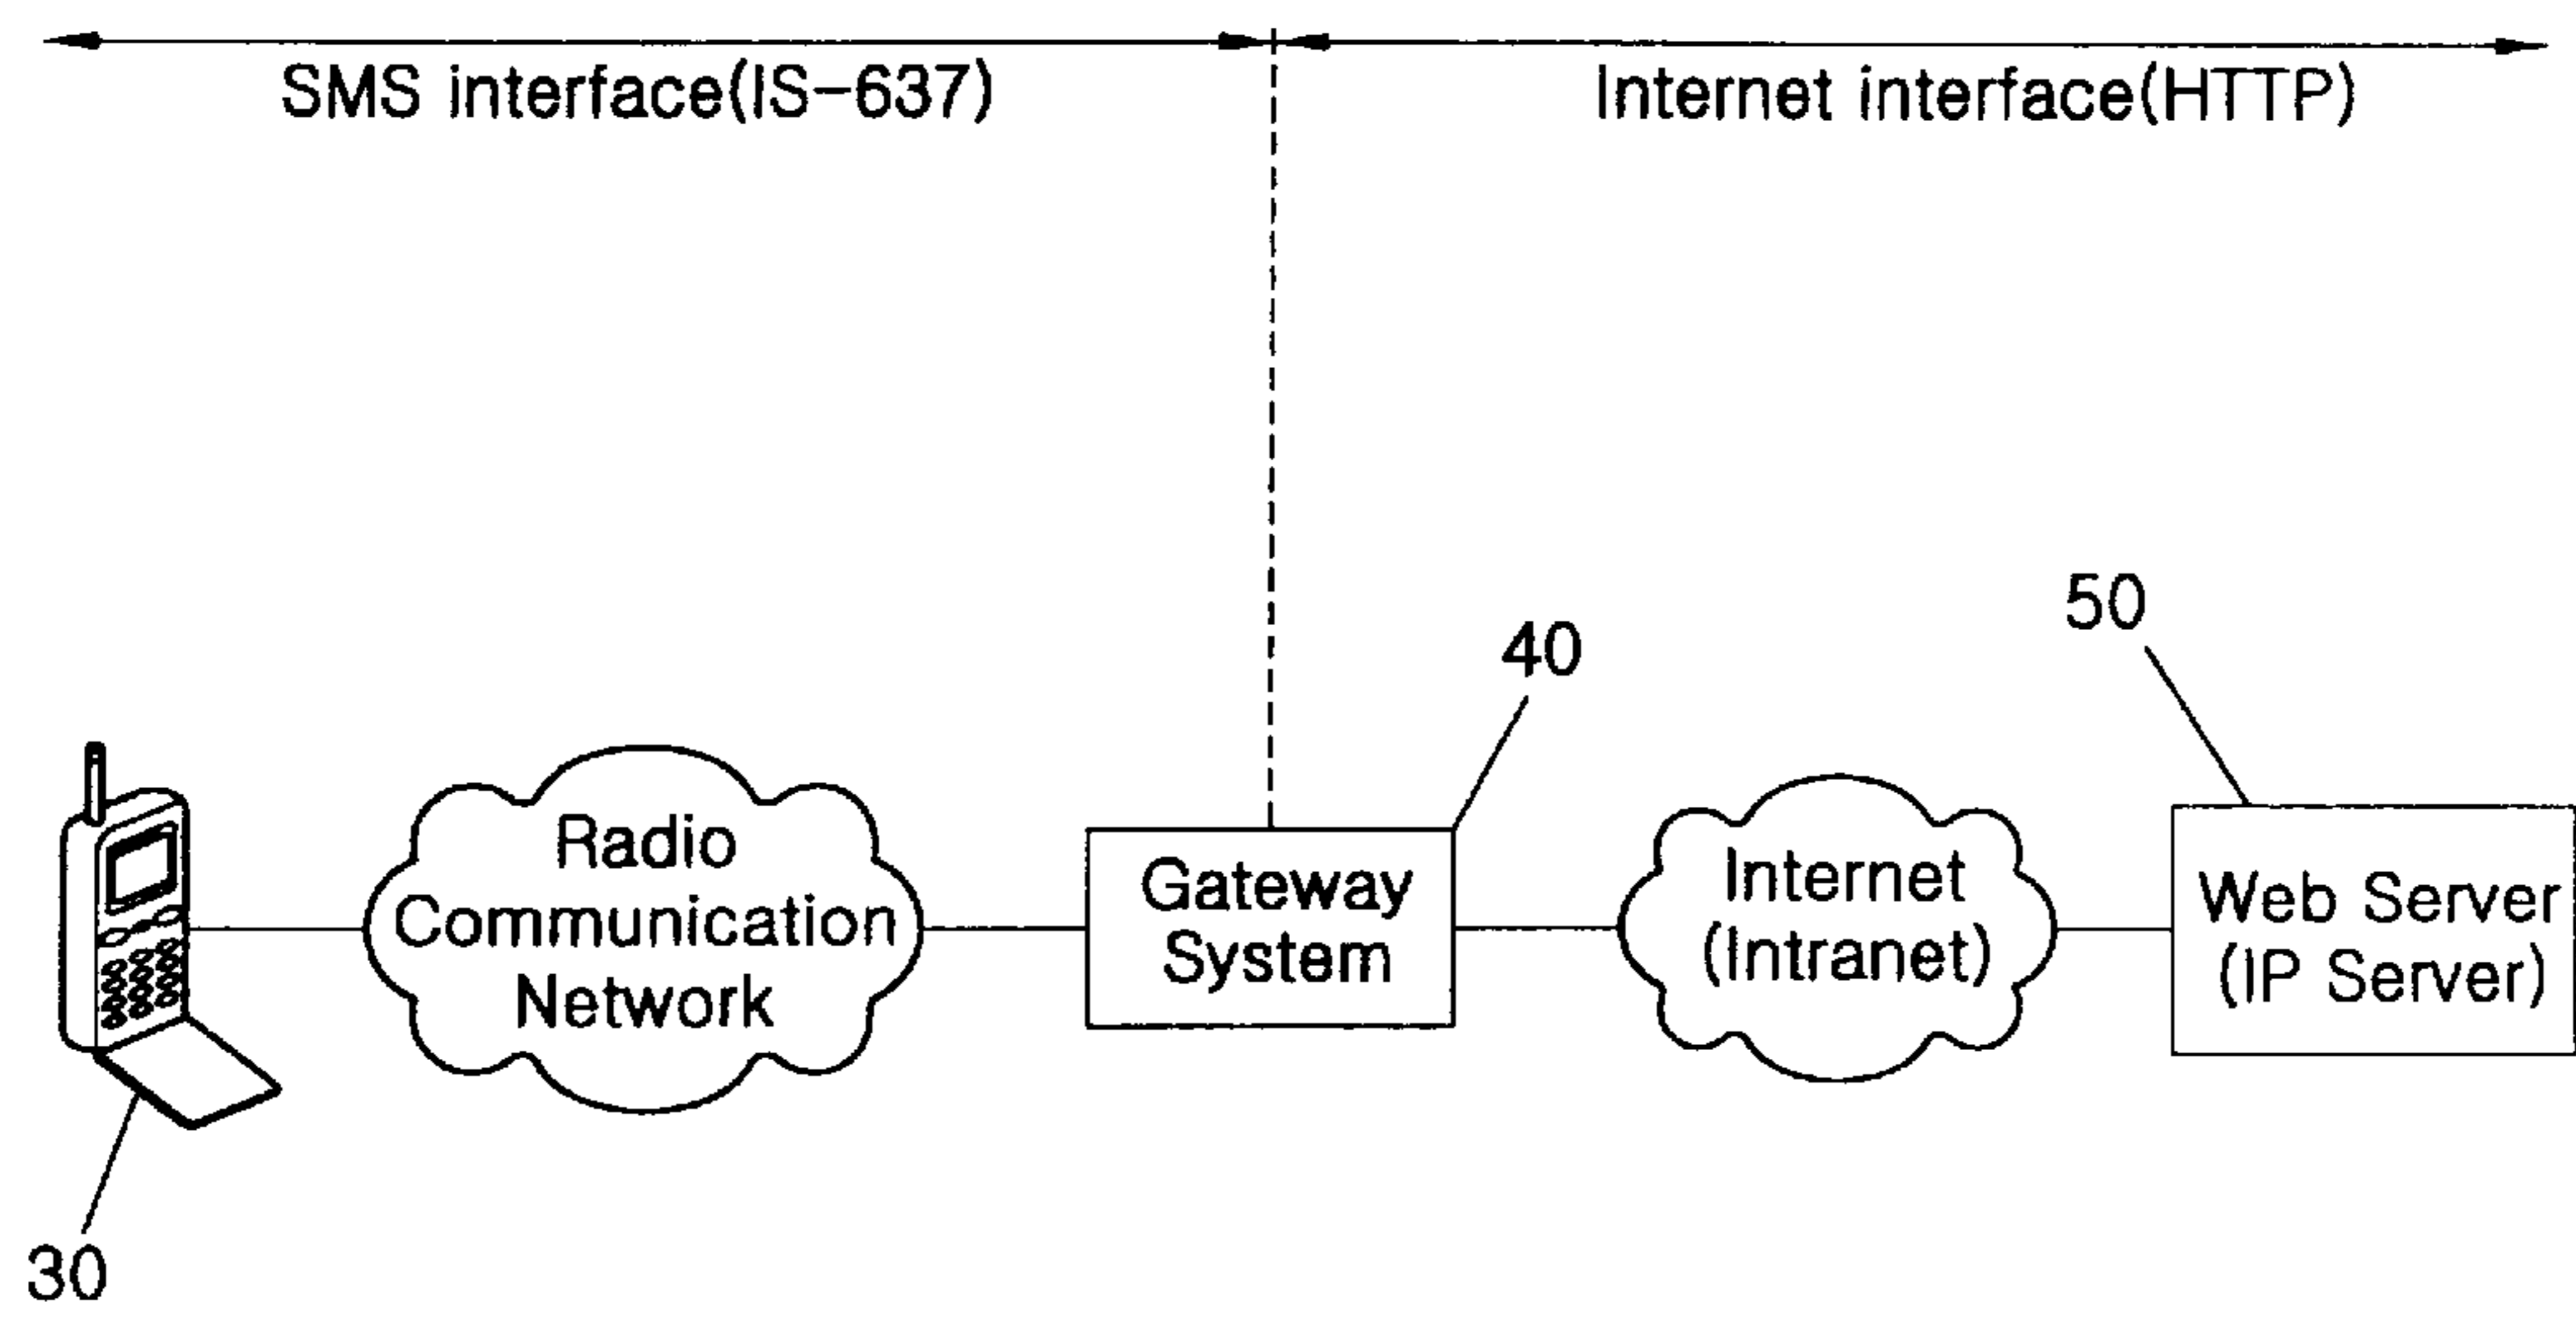 SMS interface(IS-637)
Internet interface(HTTP)
50
40
Radio
Communication
Network
Gateway
System
Internet
(Intranet)
Web Server
(IP Server)
30